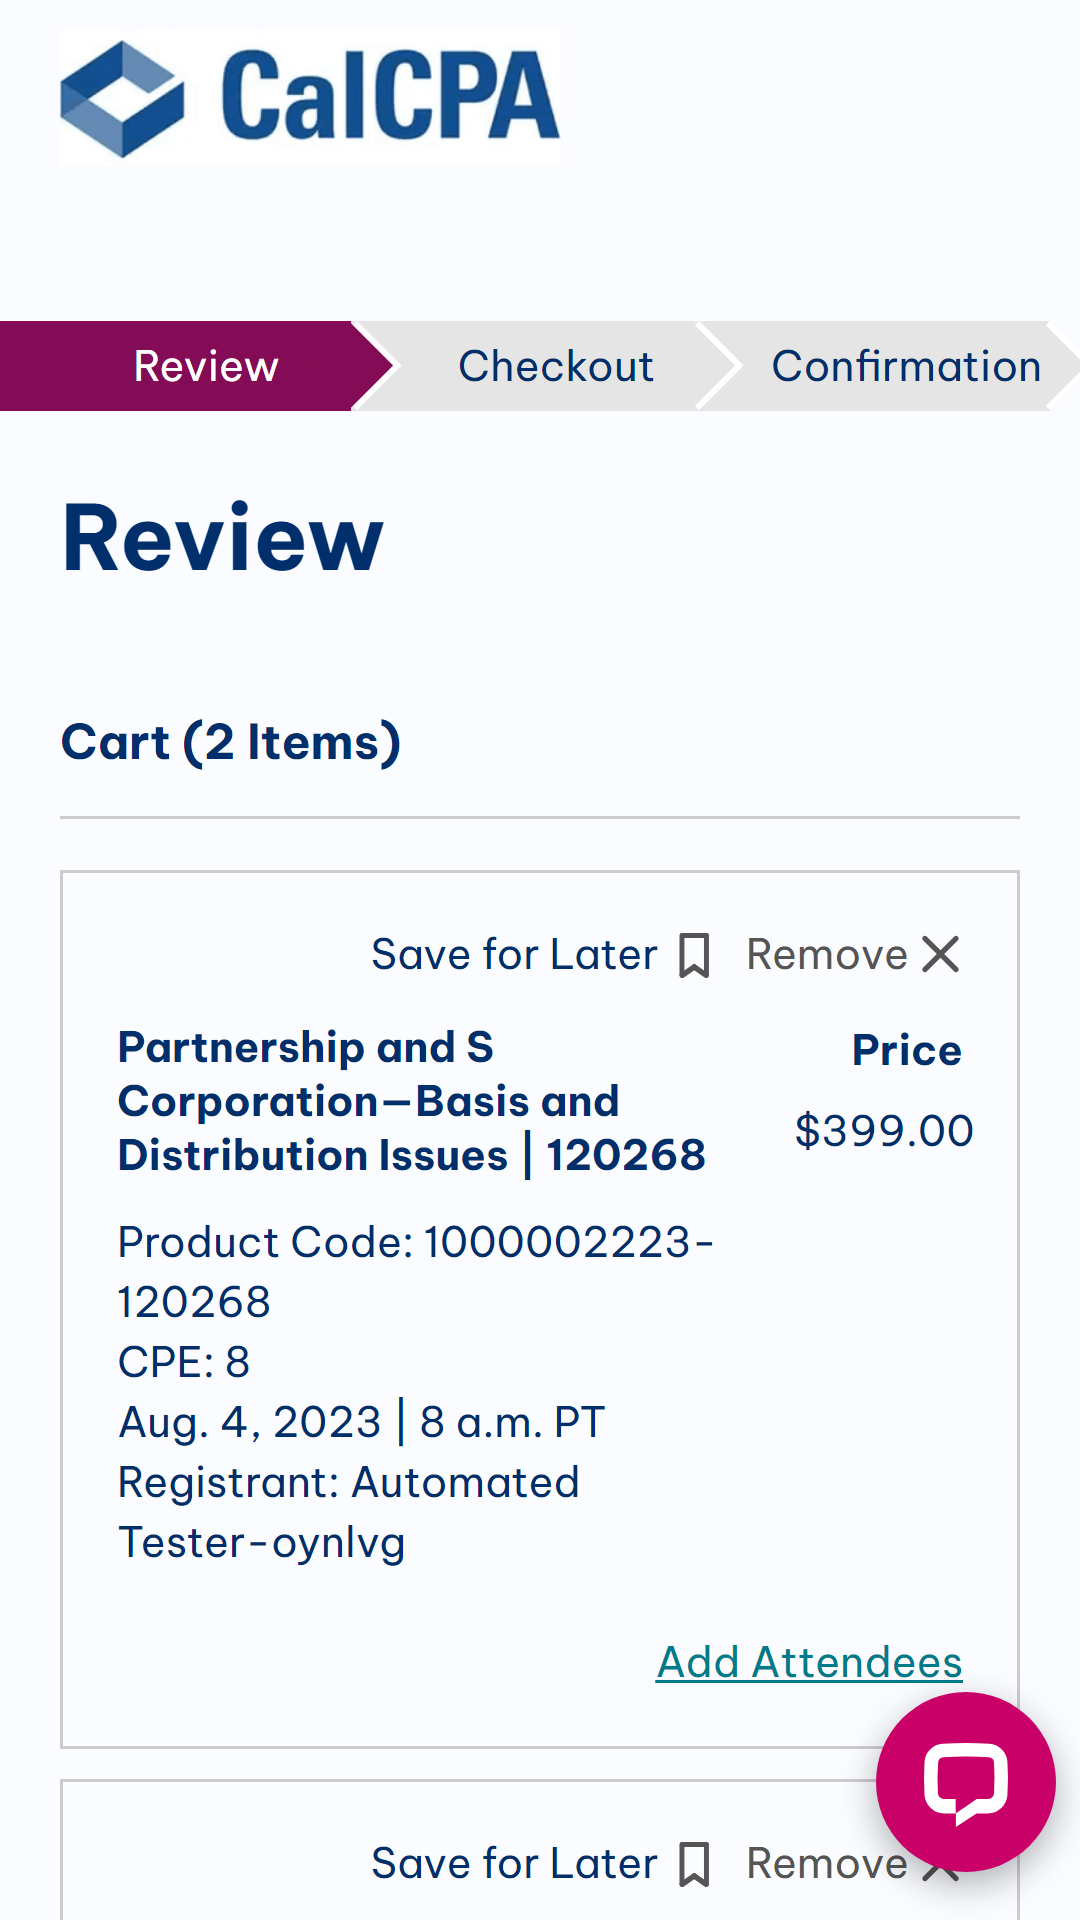 CalCPA
Review
Checkout
Confirmation
Review
Cart (2 Items)
Save for Later
Remove
Partnership and S
Corporation—Basis and
Distribution Issues | 120268
Price
$399.00
Product Code: 1000002223-
120268
CPE: 8
Aug. 4, 2023 | 8 a.m. PT
Registrant: Automated
Tester-oynlvg
Add Attendees
Save for Later
Remove